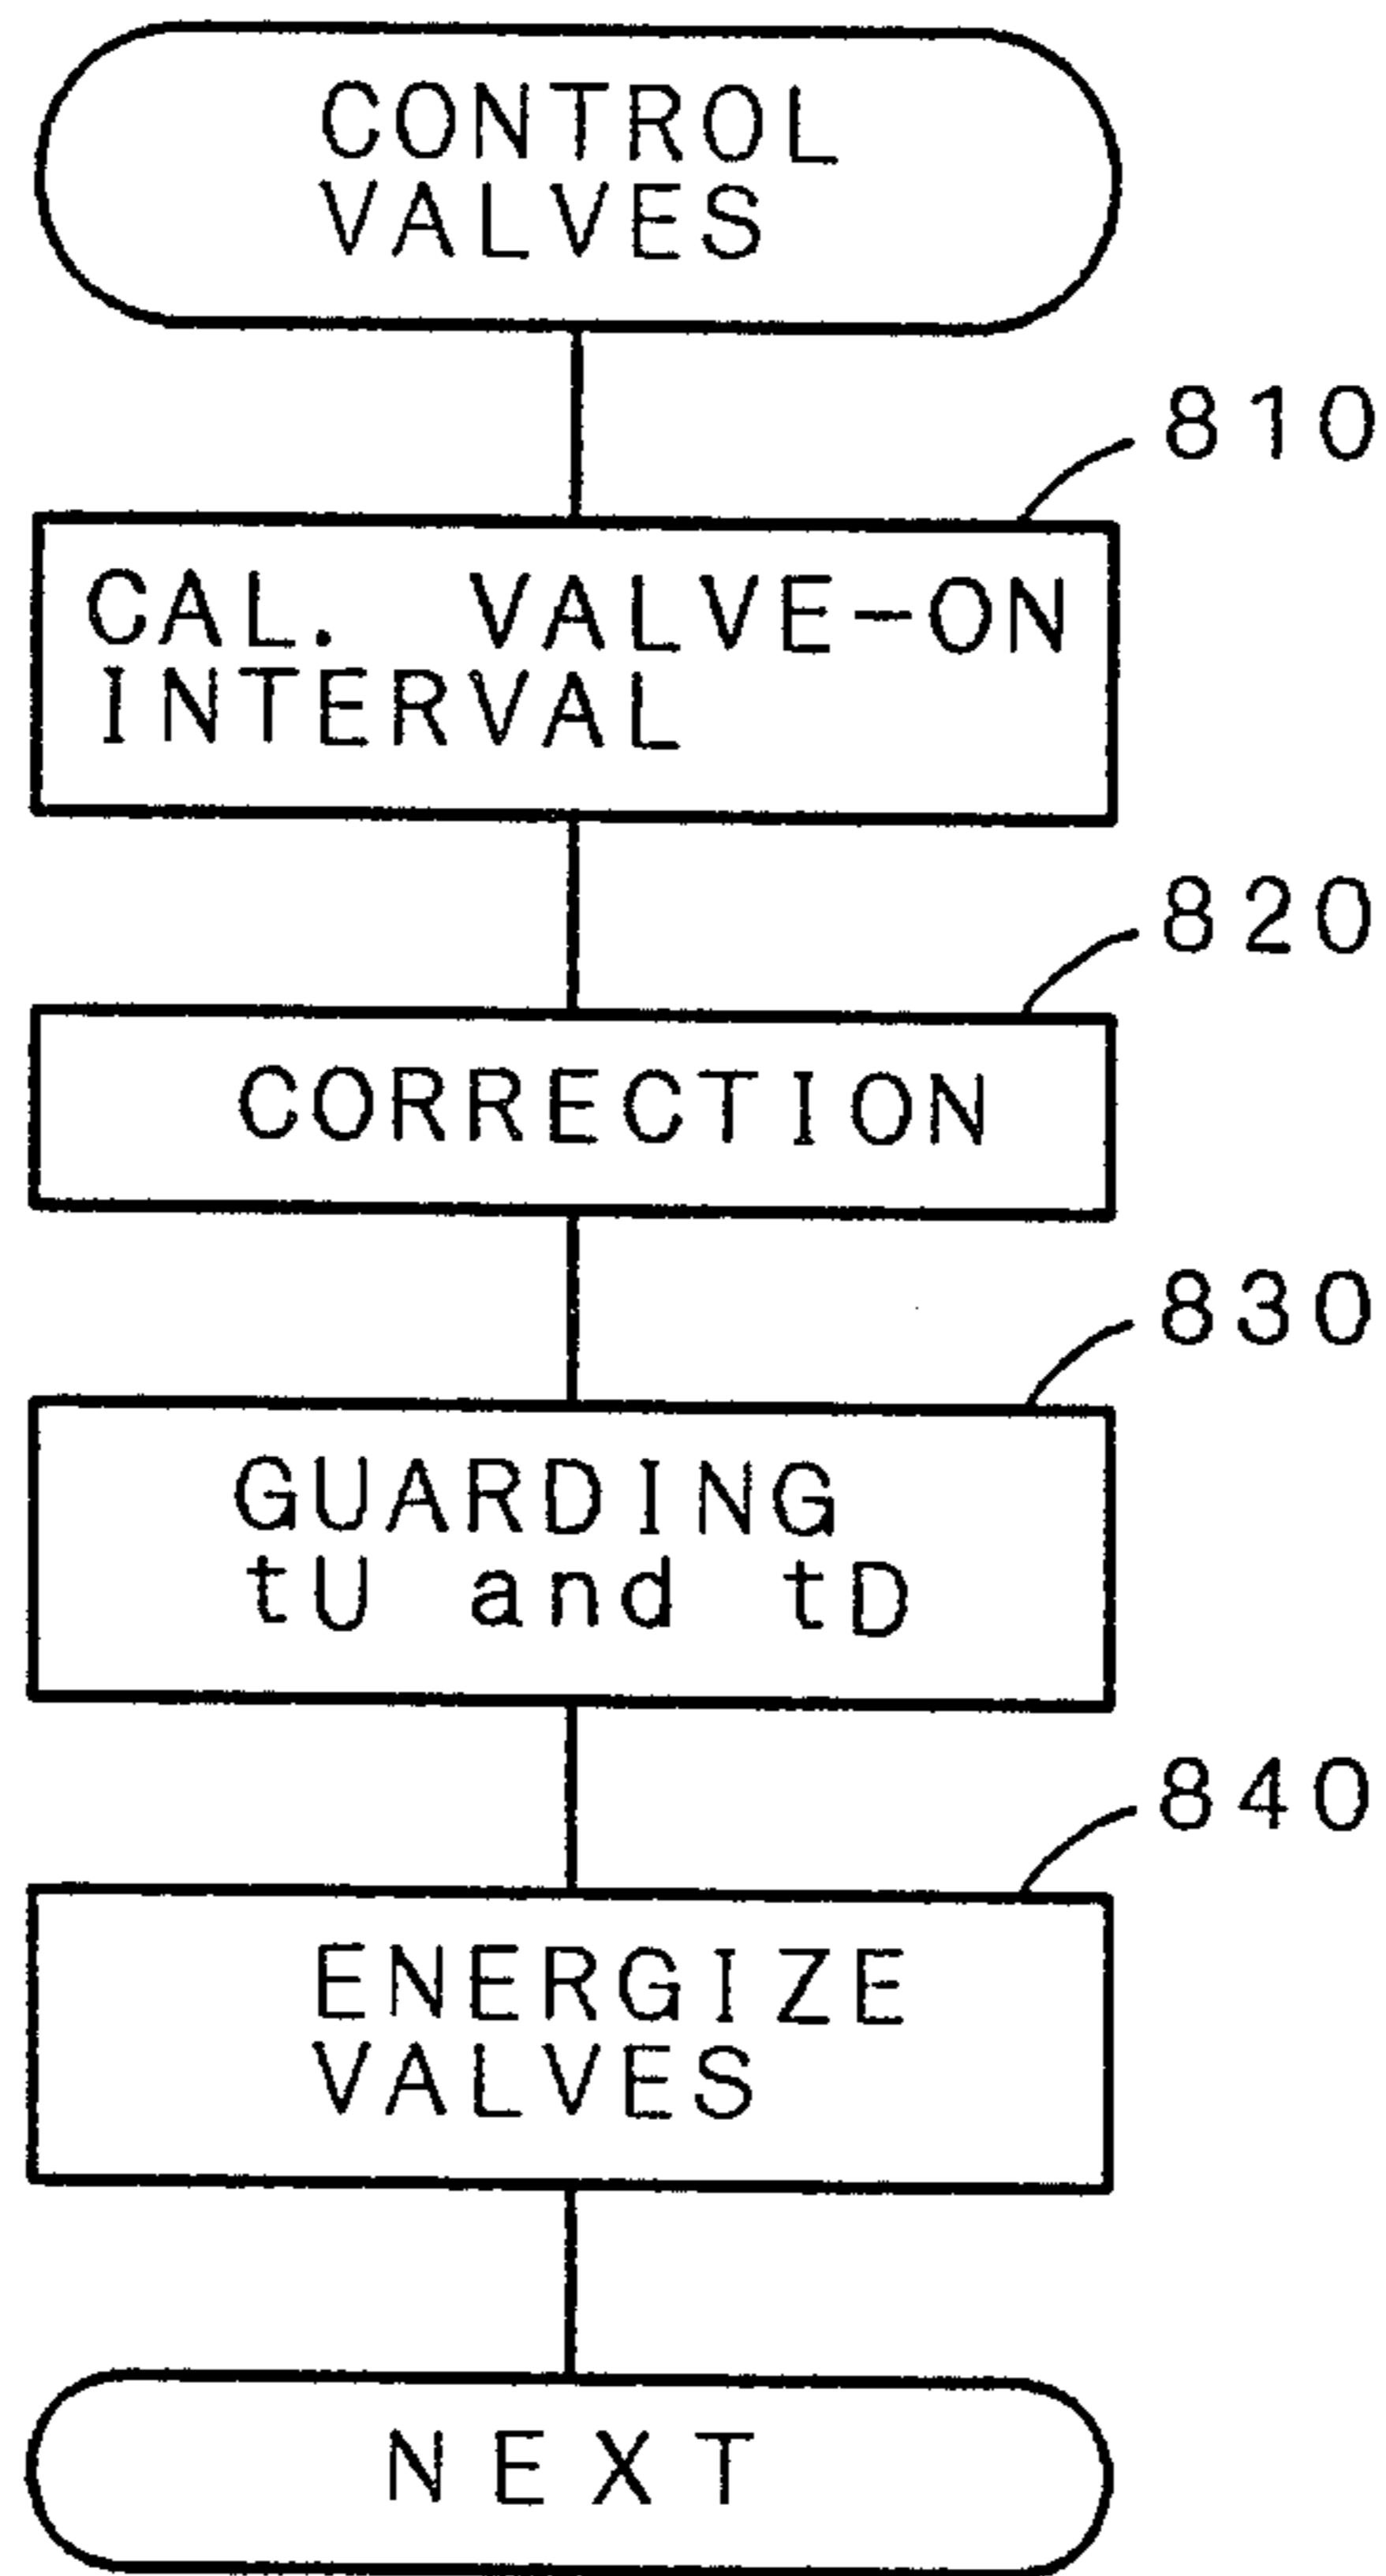 CONTROL
VALVES
810
CAL. VALVE-ON
INTERVAL
820
CORRECTION
830
GUARDING
tU and tD
840
ENERGIZE
VALVES
NEXT